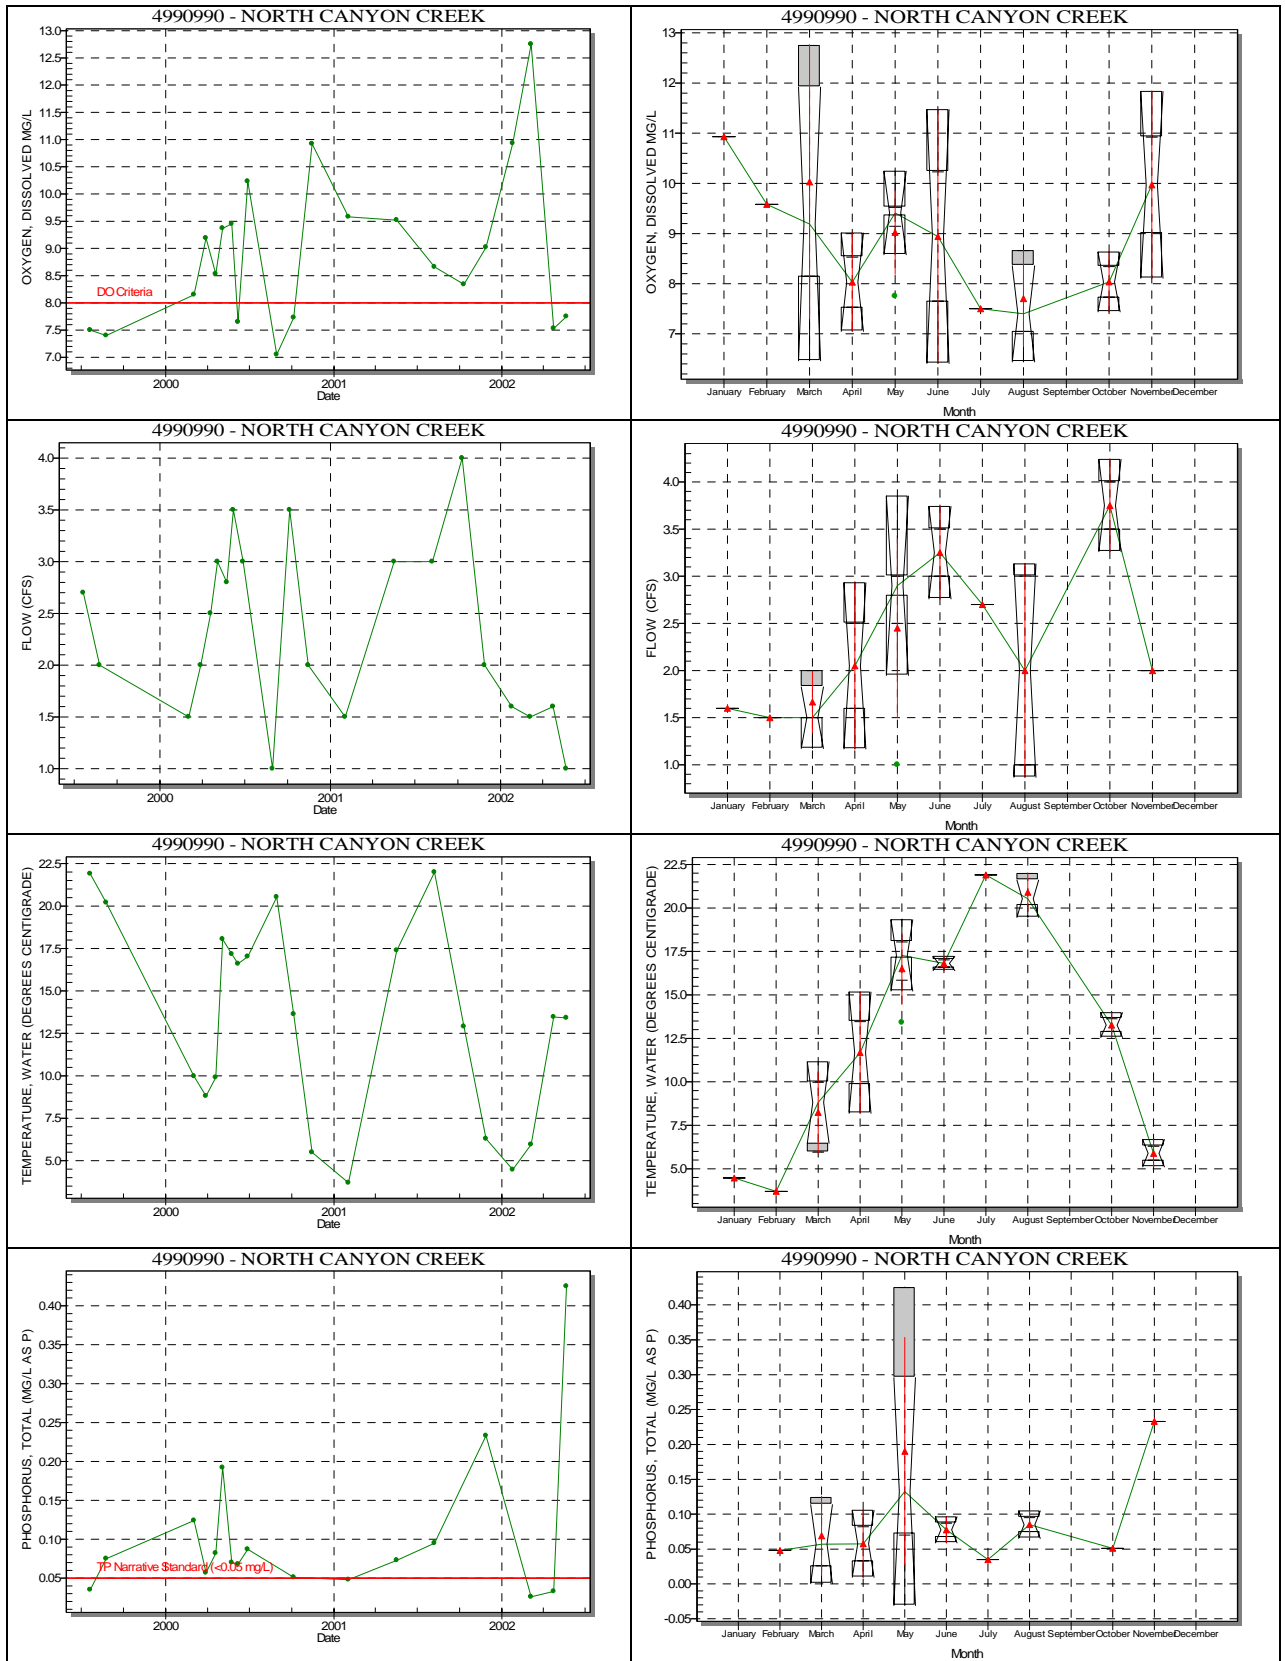 4990990 - NORTH CANYON CREEK
OXYGEN, DISSOLVED MG/L
13.0
12.5
12.0
11.5
11.0
10.5
10.0
9.5
9.0
8.5
8.0
7.5
7.0
DO Criteria
2000 2001 2002
Date
4990990 - NORTH CANYON CREEK
OXYGEN, DISSOLVED MG/L
13
12
11
10
9
8
7
January February March April May June July August September October November December
Month
4990990 - NORTH CANYON CREEK
FLOW (CFS)
4.0
3.5
3.0
2.5
2.0
1.5
1.0
2000 2001 2002
Date
4990990 - NORTH CANYON CREEK
FLOW (CFS)
4.0
3.5
3.0
2.5
2.0
1.5
1.0
January February March April May June July August September October November December
Month
4990990 - NORTH CANYON CREEK
TEMPERATURE, WATER (DEGREES CENTIGRADE)
22.5
20.0
17.5
15.0
12.5
10.0
7.5
5.0
2000 2001 2002
Date
4990990 - NORTH CANYON CREEK
TEMPERATURE, WATER (DEGREES CENTIGRADE)
22.5
20.0
17.5
15.0
12.5
10.0
7.5
5.0
January February March April May June July August September October November December
Month
4990990 - NORTH CANYON CREEK
PHOSPHORUS, TOTAL (MG/L AS P)
0.40
0.35
0.30
0.25
0.20
0.15
0.10
0.05
TP Narrative Standard (<0.05 mg/L)
2000 2001 2002
Date
4990990 - NORTH CANYON CREEK
PHOSPHORUS, TOTAL (MG/L AS P)
0.40
0.35
0.30
0.25
0.20
0.15
0.10
0.05
0.00
-0.05
January February March April May June July August September October November December
Month